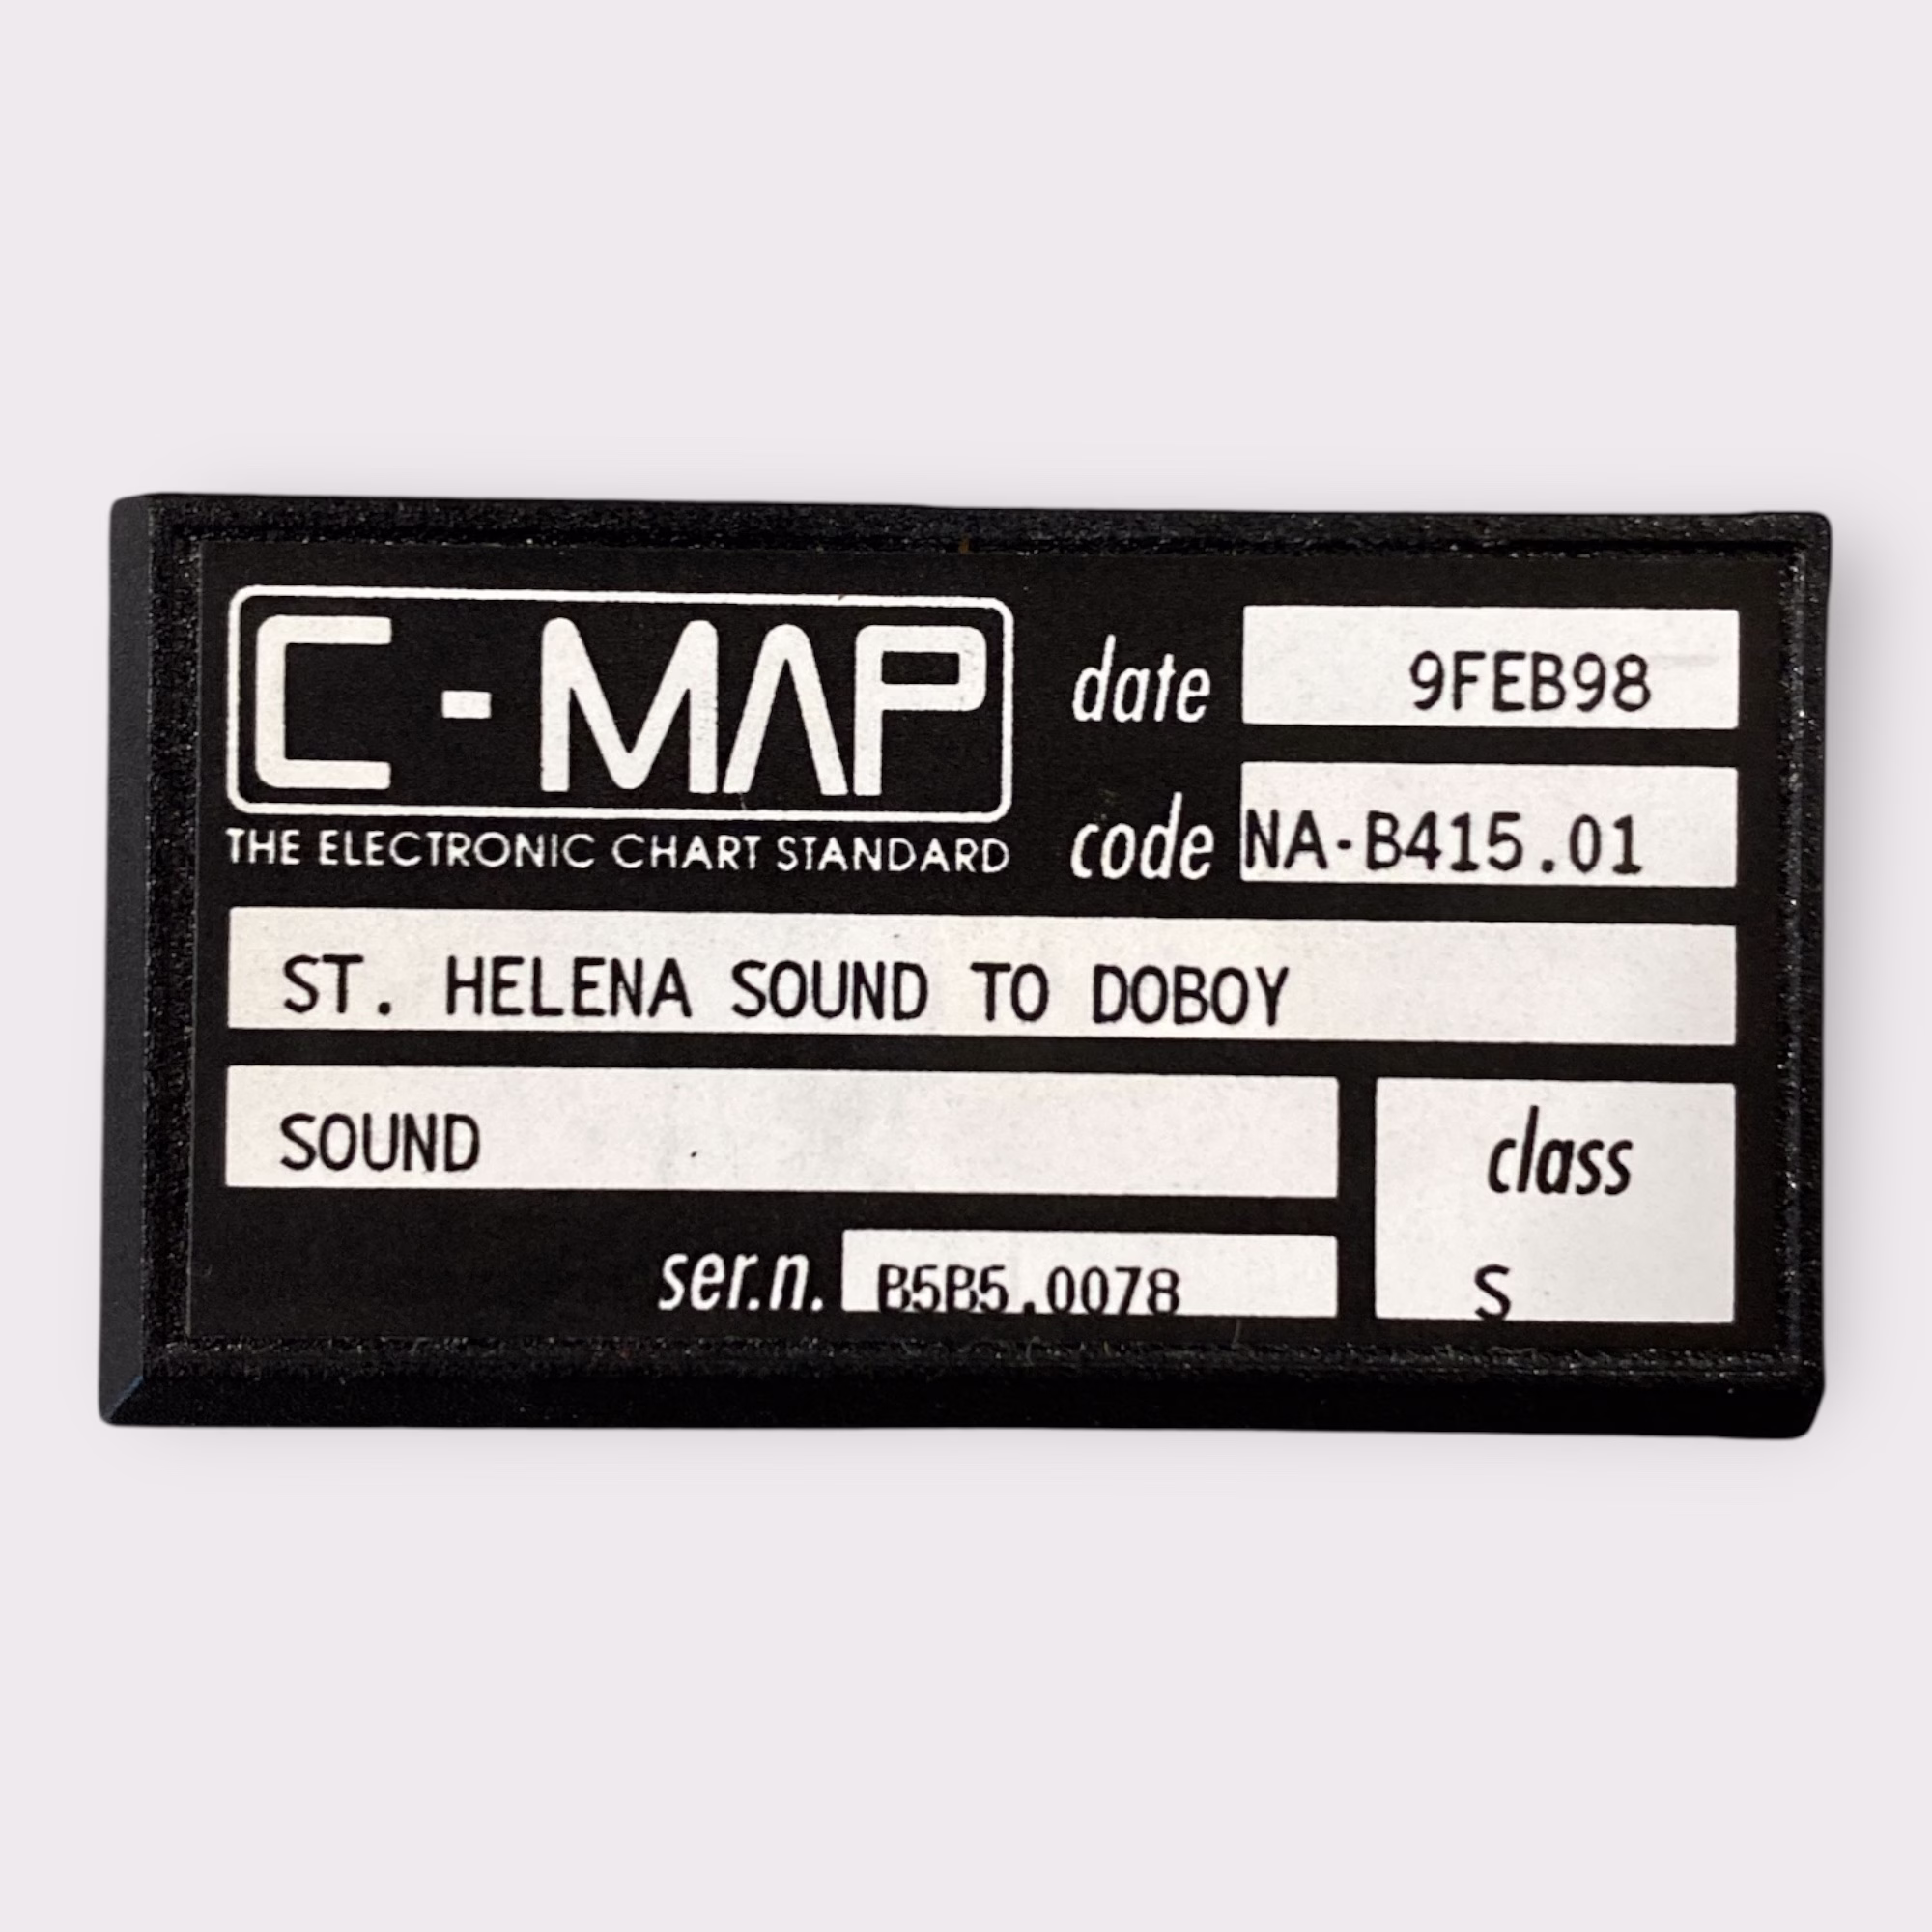 C-MAP
THE ELECTRONIC CHART STANDARD
date 9FEB98
code NA-B415.01
ST. HELENA SOUND TO DOBOY
SOUND
class
S
ser.n. B5B5.0078